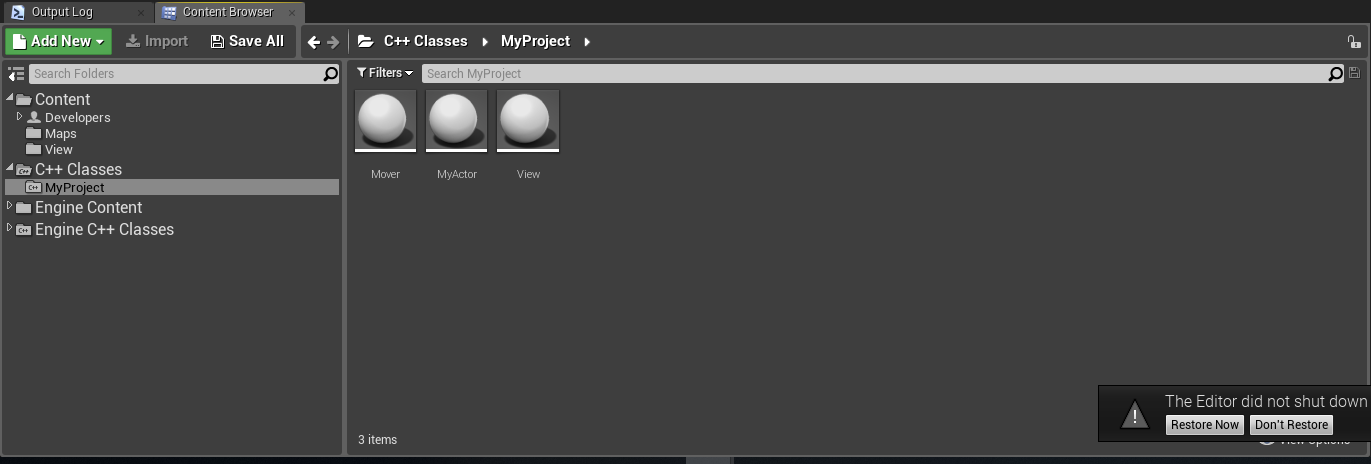 Output Log
Content Browser
Add New
Import
Save All
C++ Classes
MyProject
Search Folders
Filters
Search MyProject
Content
Developers
Maps
View
C++ Classes
C++ MyProject
Engine Content
C++ Engine C++ Classes
Mover
MyActor
View
The Editor did not shut down
Restore Now
Don't Restore
3 items
View Options